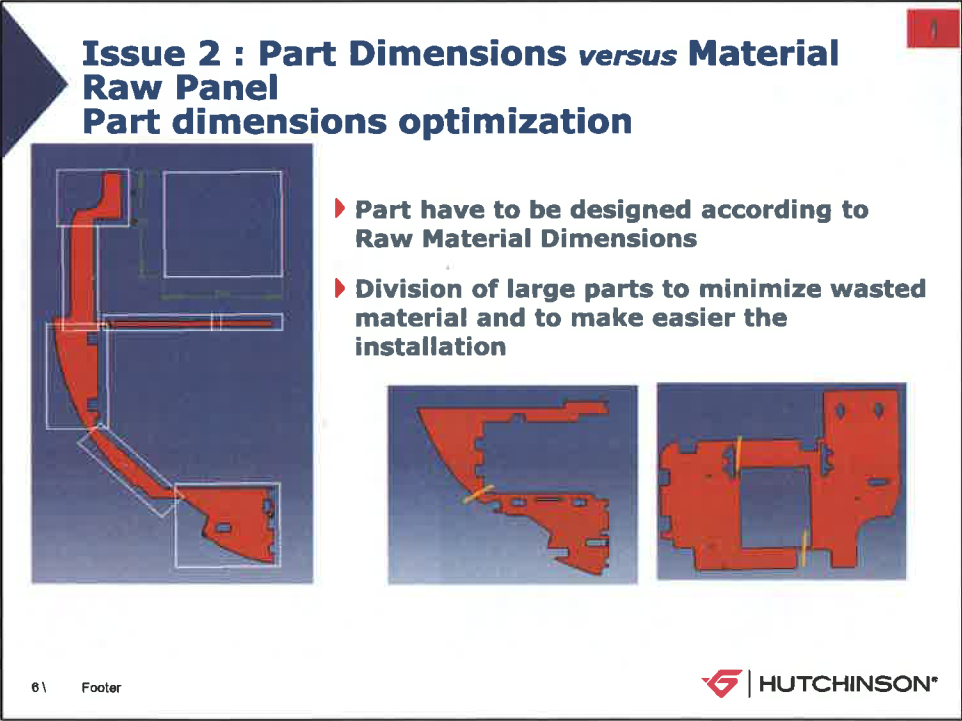 Issue 2 : Part Dimensions versus Material
Raw Panel
Part dimensions optimization
Part have to be designed according to
Raw Material Dimensions
Division of large parts to minimize wasted
material and to make easier the
installation
6 \ Footer
HUTCHINSON